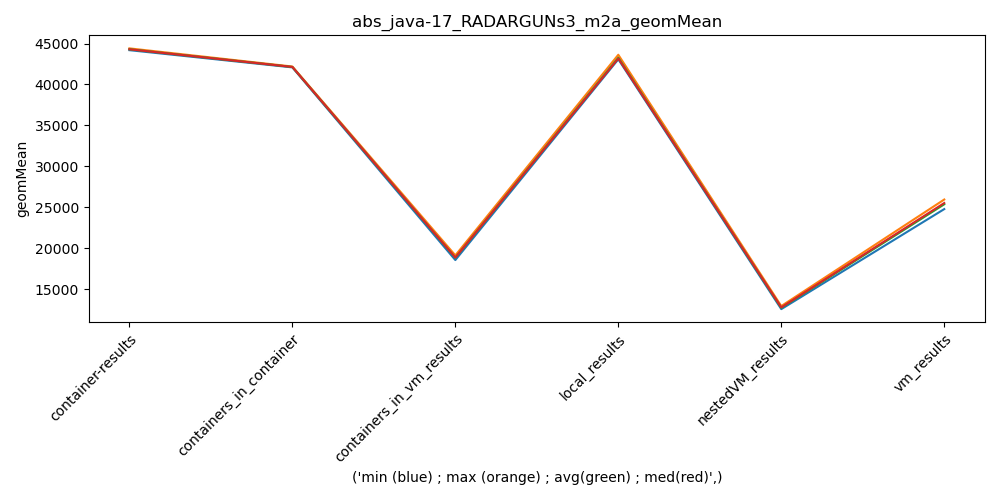 abs_java-17_RADARGUNs3_m2a_geomMean
45000
40000
35000
30000
25000
20000
15000
geomMean
container-results
containers_in_container
containers_in_vm_results
local_results
nestedVM_results
vm_results
('min (blue) ; max (orange) ; avg(green) ; med(red)',)